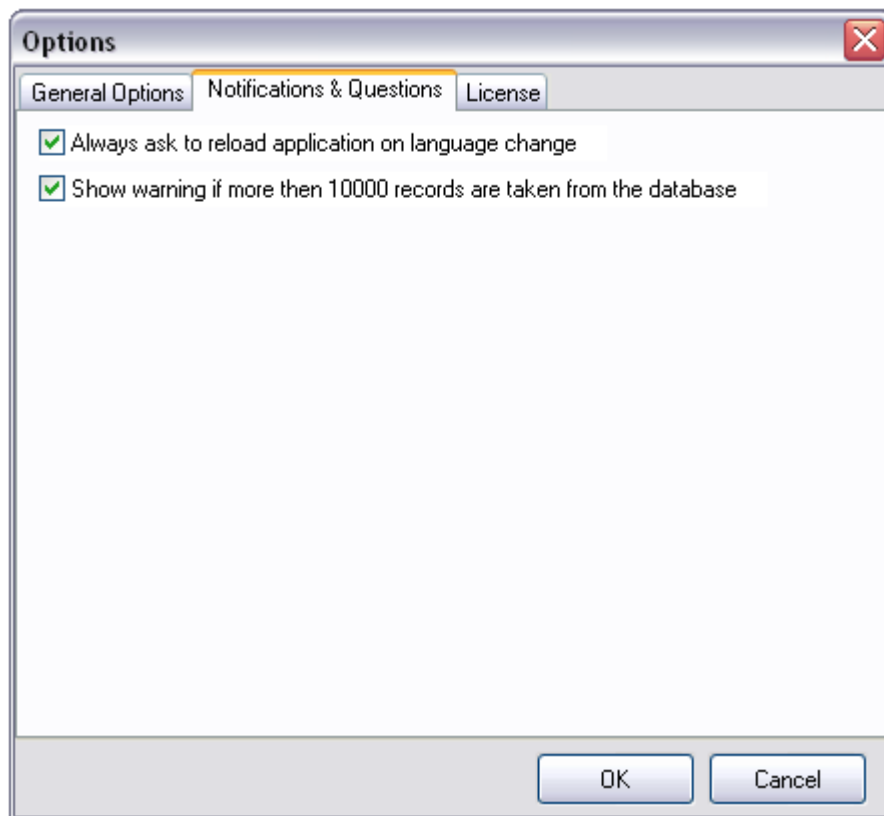 Options
General Options Notifications & Questions License
Always ask to reload application on language change
Show warning if more then 10000 records are taken from the database
OK Cancel